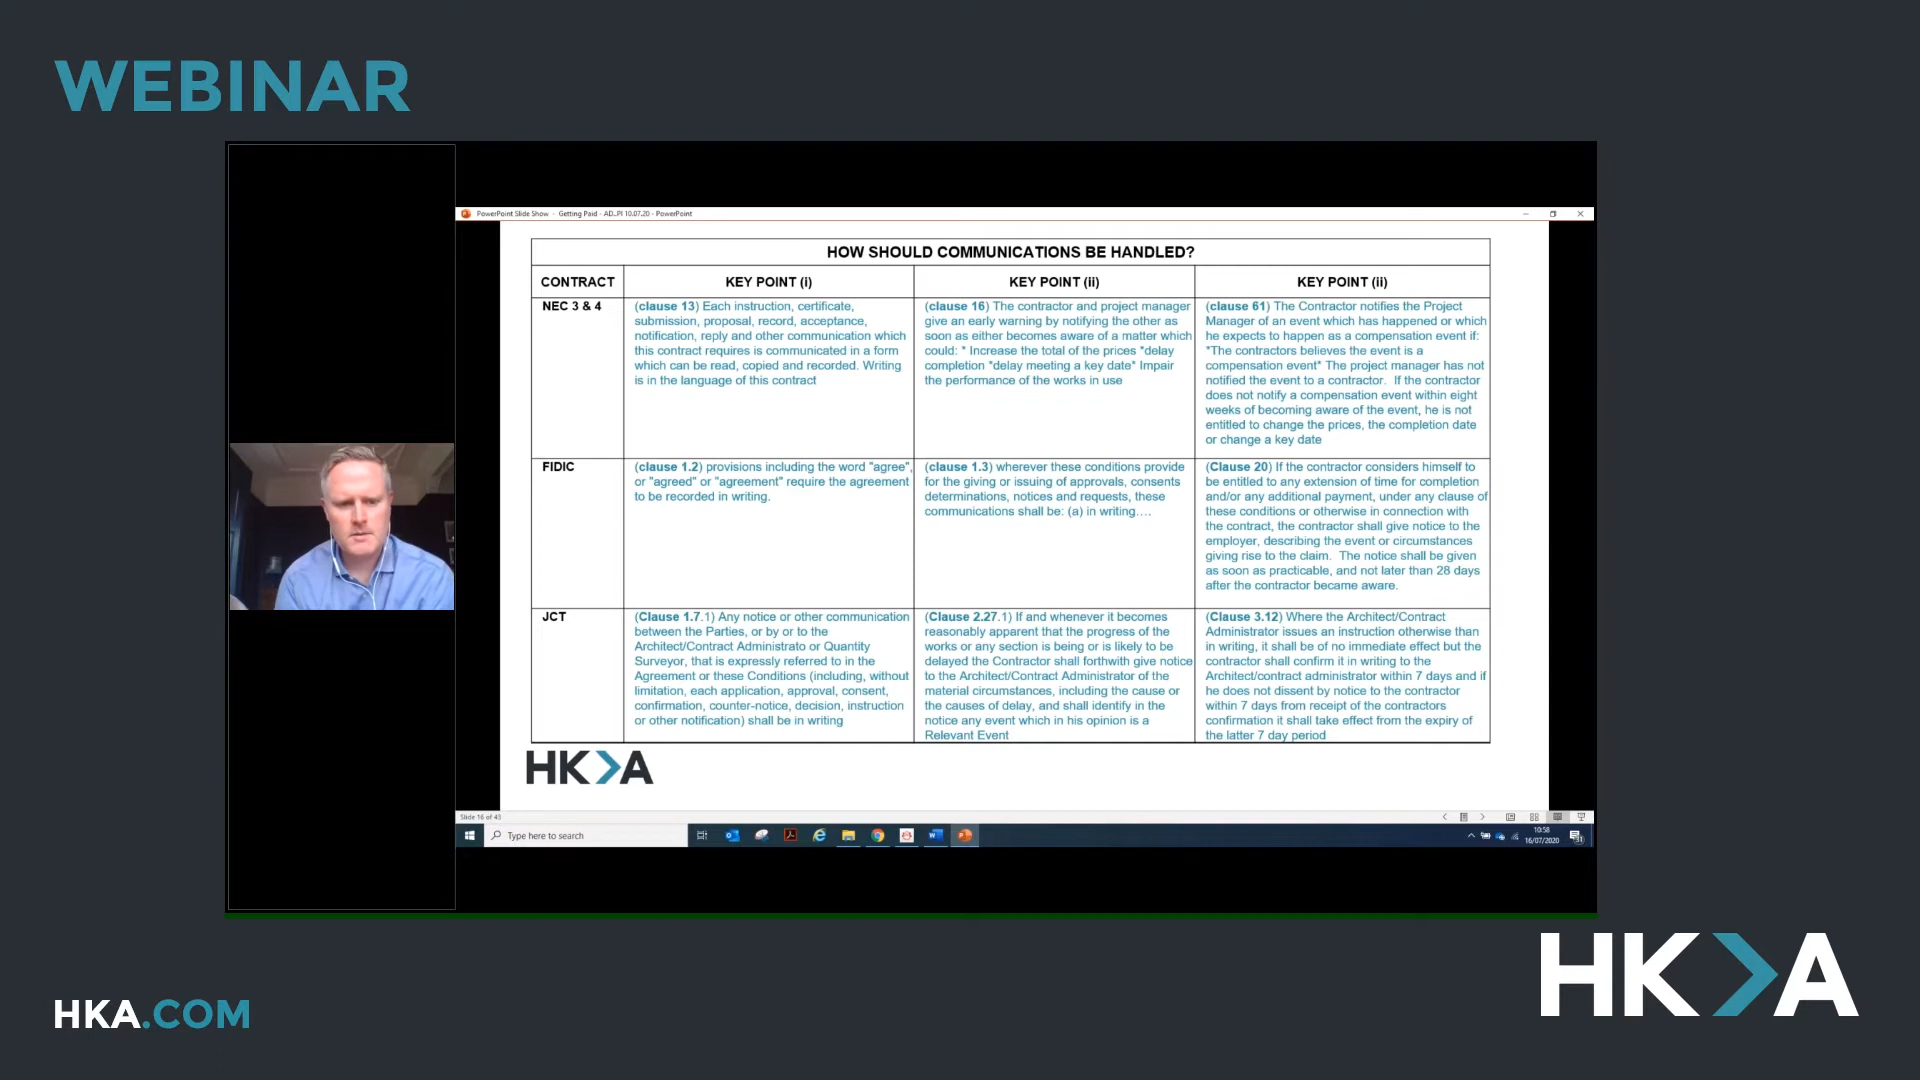 WEBINAR
PowerPoint Slide Show - Getting Paid - AD_PI 10.07.20 - PowerPoint
HOW SHOULD COMMUNICATIONS BE HANDLED?
CONTRACT
KEY POINT (i)
KEY POINT (ii)
KEY POINT (ii)
NEC 3 & 4
(clause 13) Each instruction, certificate,
submission, proposal, record, acceptance,
notification, reply and other communication which
this contract requires is communicated in a form
which can be read, copied and recorded. Writing
is in the language of this contract
(clause 16) The contractor and project manager
give an early warning by notifying the other as
soon as either becomes aware of a matter which
could: * Increase the total of the prices *delay
completion *delay meeting a key date* Impair
the performance of the works in use
(clause 61) The Contractor notifies the Project
Manager of an event which has happened or which
he expects to happen as a compensation event if:
*The contractors believes the event is a
compensation event* The project manager has not
notified the event to a contractor. If the contractor
does not notify a compensation event within eight
weeks of becoming aware of the event, he is not
entitled to change the prices, the completion date
or change a key date
FIDIC
(clause 1.2) provisions including the word "agree",
or "agreed" or "agreement" require the agreement
to be recorded in writing.
(clause 1.3) wherever these conditions provide
for the giving or issuing of approvals, consents
determinations, notices and requests, these
communications shall be: (a) in writing....
(Clause 20) If the contractor considers himself to
be entitled to any extension of time for completion
and/or any additional payment, under any clause of
these conditions or otherwise in connection with
the contract, the contractor shall give notice to the
employer, describing the event or circumstances
giving rise to the claim. The notice shall be given
as soon as practicable, and not later than 28 days
after the contractor became aware.
JCT
(Clause 1.7.1) Any notice or other communication
between the Parties, or by or to the
Architect/Contract Administrato or Quantity
Surveyor, that is expressly referred to in the
Agreement or these Conditions (including, without
limitation, each application, approval, consent,
confirmation, counter-notice, decision, instruction
or other notification) shall be in writing
(Clause 2.27.1) If and whenever it becomes
reasonably apparent that the progress of the
works or any section is being or is likely to be
delayed the Contractor shall forthwith give notice
to the Architect/Contract Administrator of the
material circumstances, including the cause or
the causes of delay, and shall identify in the
notice any event which in his opinion is a
Relevant Event
(Clause 3.12) Where the Architect/Contract
Administrator issues an instruction otherwise than
in writing, it shall be of no immediate effect but the
contractor shall confirm it in writing to the
Architect/contract administrator within 7 days and if
he does not dissent by notice to the contractor
within 7 days from receipt of the contractors
confirmation it shall take effect from the expiry of
the latter 7 day period
HKA
Slide 16 of 43
Type here to search
10:58
16/07/2020
HKA
HKA.COM